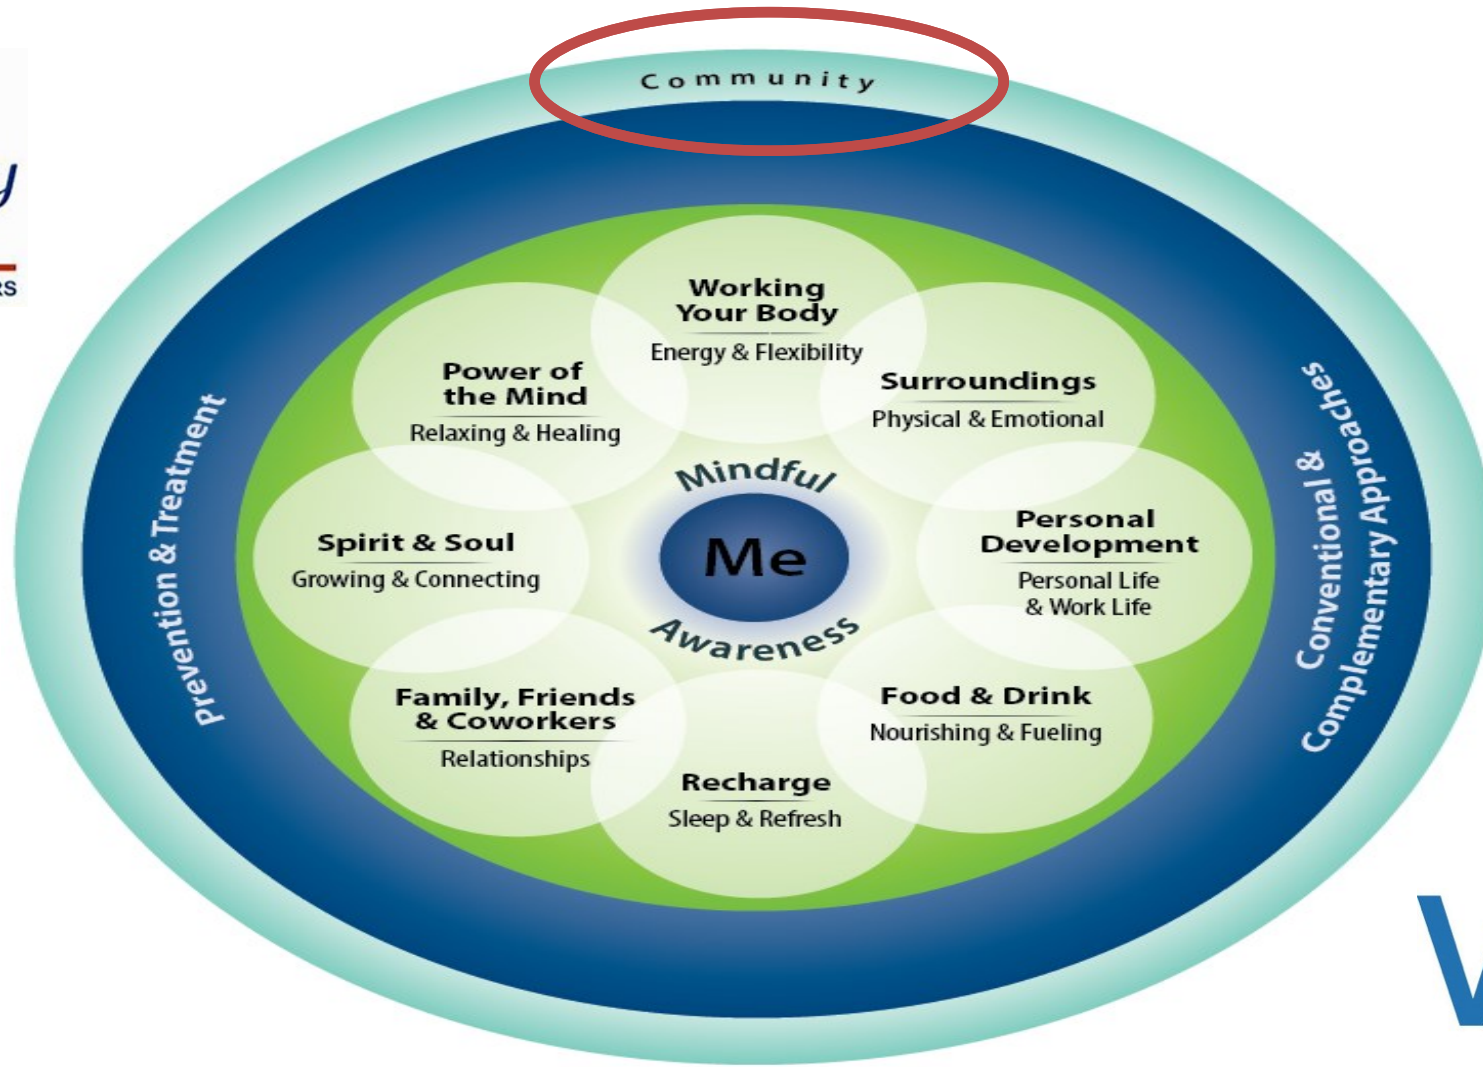 Community
Working
Your Body
Energy & Flexibility
Surroundings
Physical & Emotional
Personal
Development
Personal Life
& Work Life
Food & Drink
Nourishing & Fueling
Recharge
Sleep & Refresh
Family, Friends
& Coworkers
Relationships
Spirit & Soul
Growing & Connecting
Power of
the Mind
Relaxing & Healing
Mindful
Me
Awareness
Prevention & Treatment
Conventional &
Complementary Approaches
y
RS